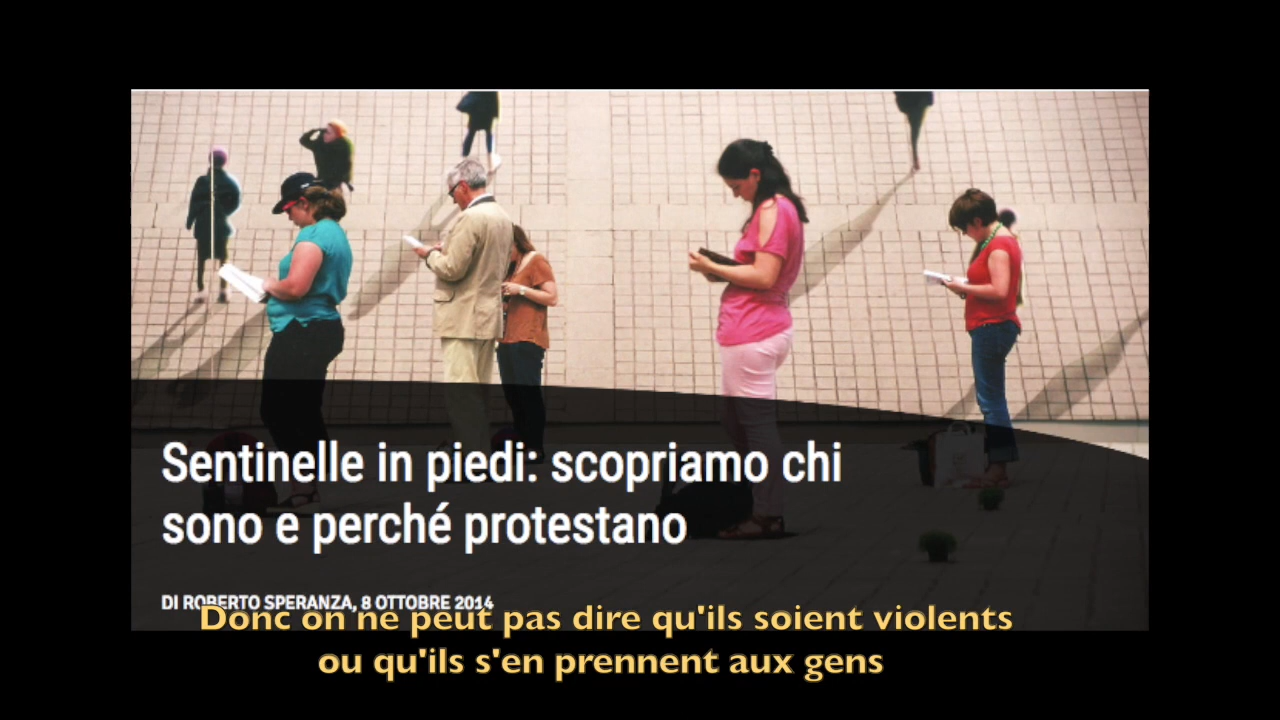 Sentinelle in piedi: scopriamo chi
sono e perché protestano
DI ROBERTO SPERANZA, 8 OTTOBRE 2014
Donc on ne peut pas dire qu'ils soient violents
ou qu'ils s'en prennent aux gens